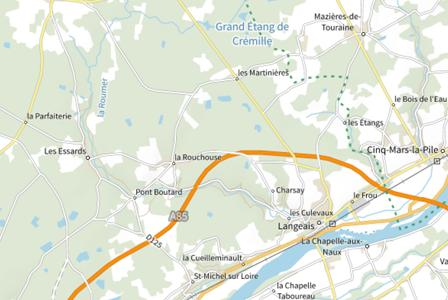 Mazières-de-
Touraine
Grand Étang de
Crémille
les Martinières
la Roumer
le Bois de l'Eau
la Parfaiterie
les Étangs
Les Essards
la Rouchouse
Cinq-Mars-la-Pile
Pont Boutard
Charsay
le Frou
A85
les Culevaux
Langeais
D125
La Chapelle-aux-
Naux
la Cueilleminault
St-Michel sur Loire
la Chapelle
Taboureau